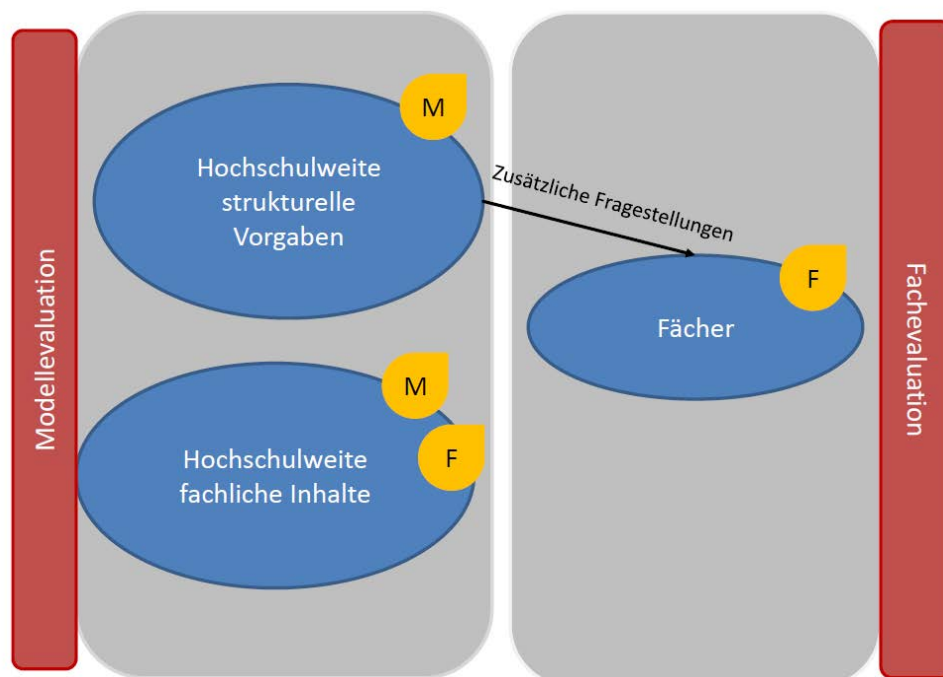 Modellevaluation
M
Hochschulweite
strukturelle
Vorgaben
M
F
Hochschulweite
fachliche Inhalte
Zusätzliche Fragestellungen
F
Fächer
Fachevaluation